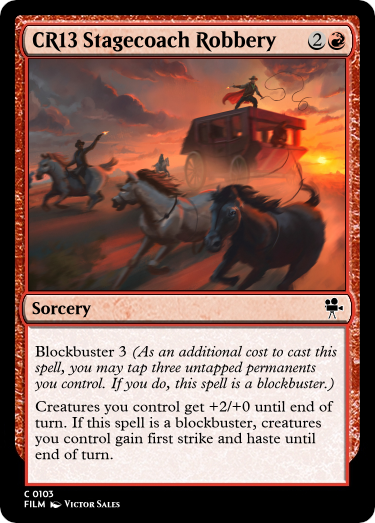 CR13 Stagecoach Robbery 2
Sorcery
Blockbuster 3 (As an additional cost to cast this
spell, you may tap three untapped permanents
you control. If you do, this spell is a blockbuster.)
Creatures you control get +2/+0 until end of
turn. If this spell is a blockbuster, creatures
you control gain first strike and haste until
end of turn.
C 0103
FILM Victor Sales